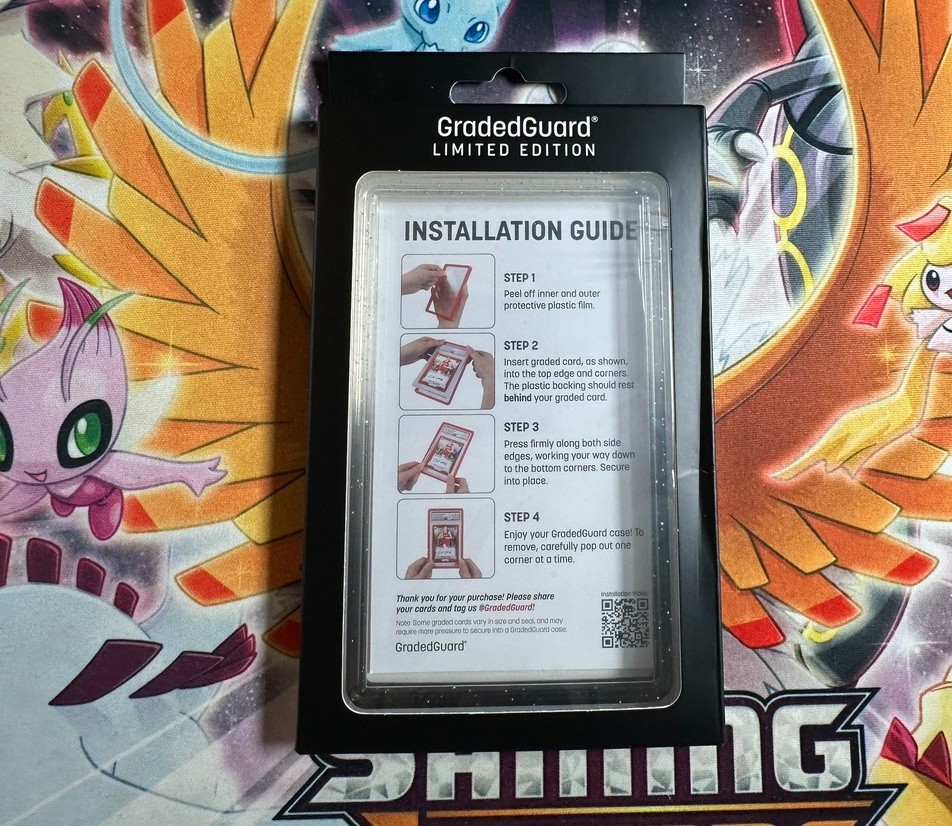 GradedGuard®
LIMITED EDITION
INSTALLATION GUIDE
STEP 1
Peel off inner and outer
protective plastic film.
STEP 2
Insert graded card, as shown,
into the top edge and corners.
The plastic backing should rest
behind your graded card.
STEP 3
Press firmly along both side
edges, working your way down
to the bottom corners. Secure
into place.
STEP 4
Enjoy your GradedGuard case! To
remove, carefully pop out one
corner at a time.
Thank you for your purchase! Please share
your cards and tag us @GradedGuard!
Note: Some graded cards vary in size and seal, and may
require more pressure to secure into a GradedGuard case.
GradedGuard®
Installation Video
SHINING